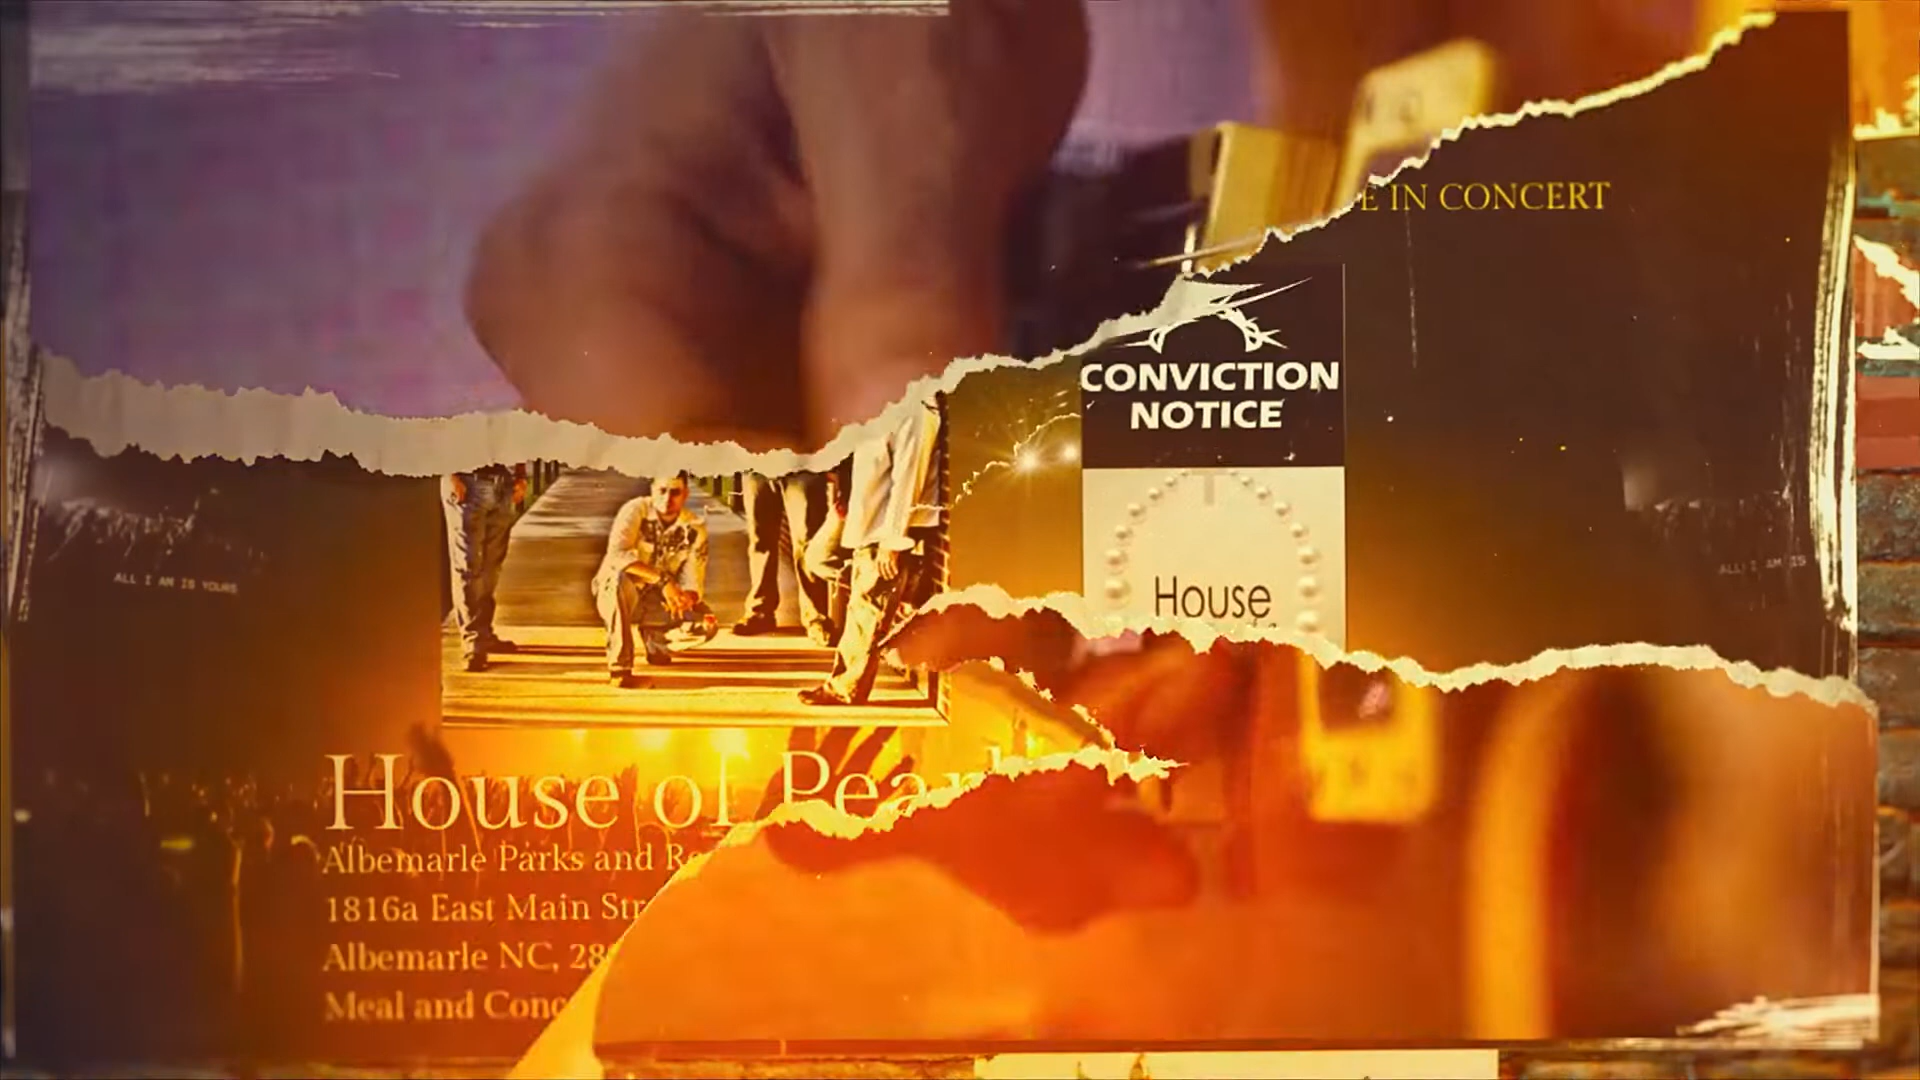 E IN CONCERT
CONVICTION
NOTICE
House
ALL I AM IS YOURS
ALL I AM IS
House of Pearl
Albemarle Parks and Re
1816a East Main Str
Albemarle NC, 28
Meal and Conc